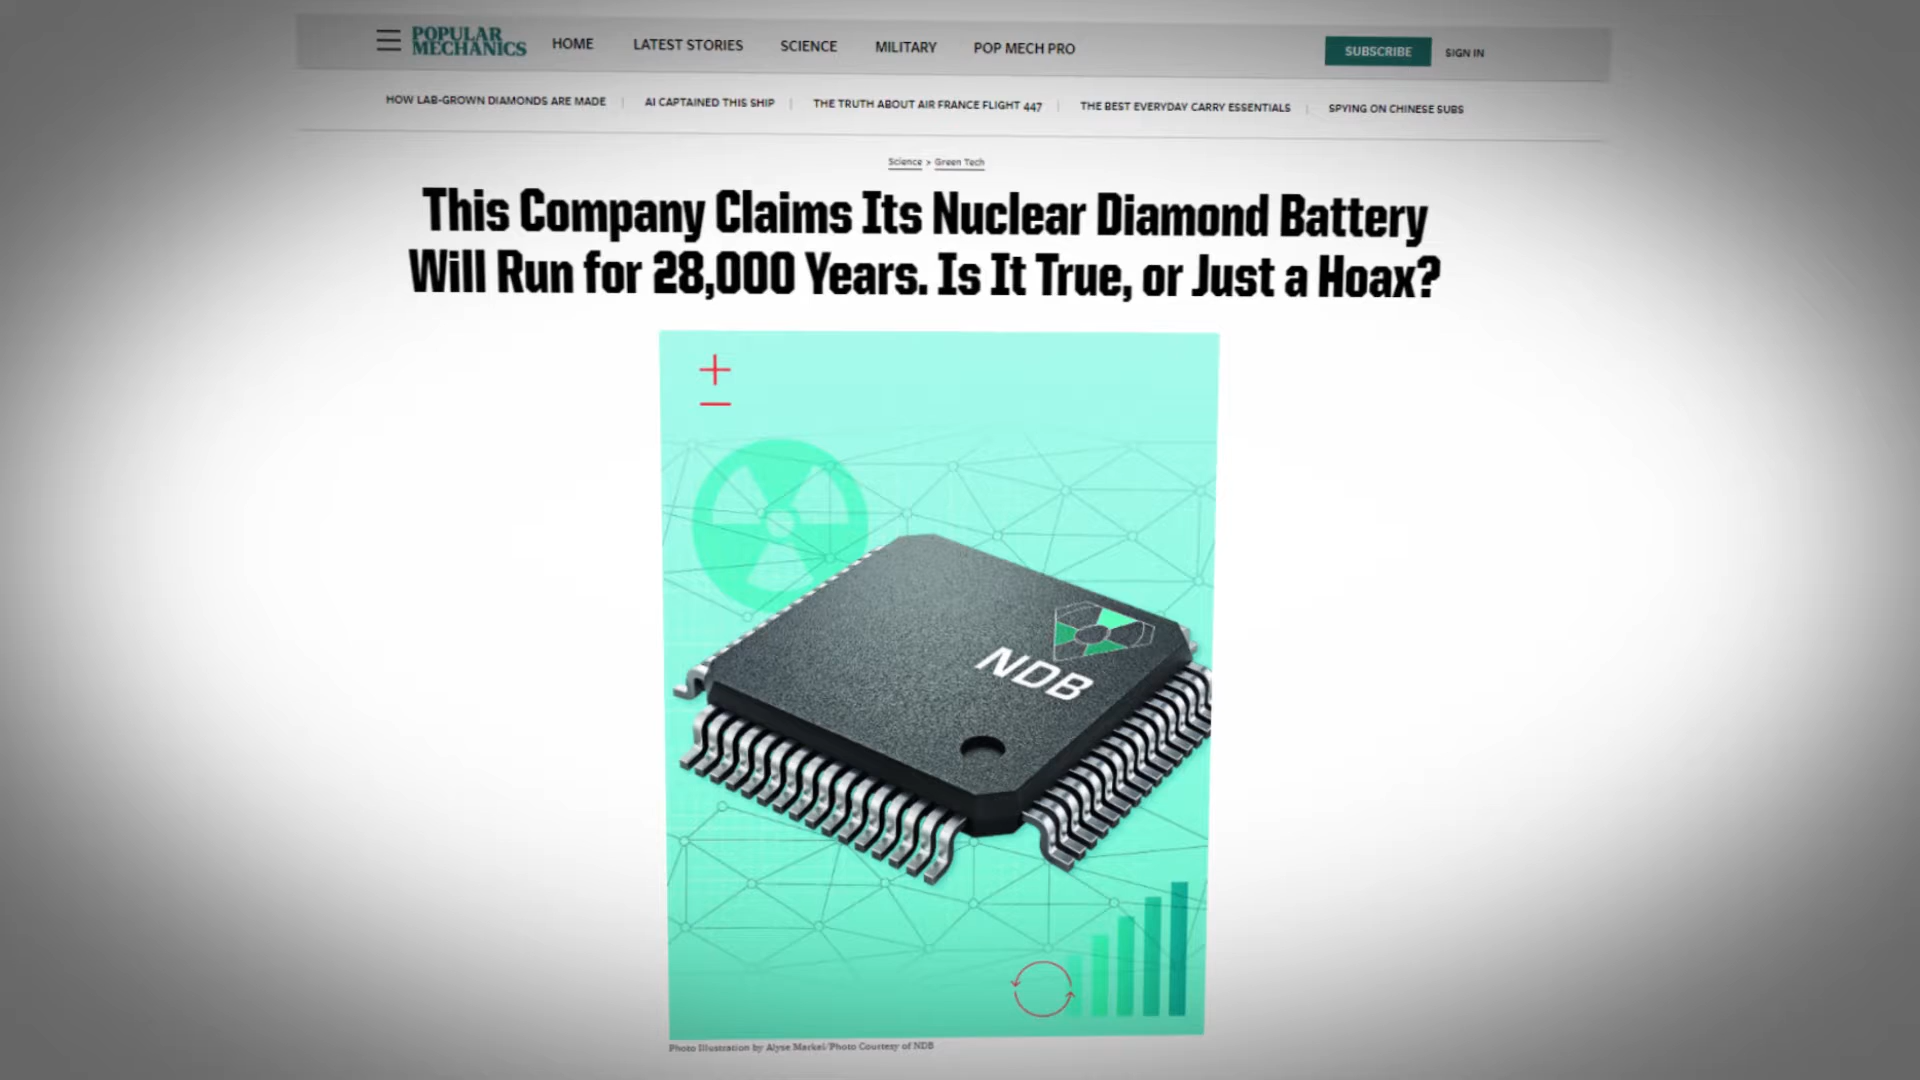 POPULAR
MECHANICS
HOME
LATEST STORIES
SCIENCE
MILITARY
POP MECH PRO
SUBSCRIBE
SIGN IN
HOW LAB-GROWN DIAMONDS ARE MADE
AI CAPTAINED THIS SHIP
THE TRUTH ABOUT AIR FRANCE FLIGHT 447
THE BEST EVERYDAY CARRY ESSENTIALS
SPYING ON CHINESE SUBS
Science > Green Tech
This Company Claims Its Nuclear Diamond Battery
Will Run for 28,000 Years. Is It True, or Just a Hoax?
NDB
Photo Illustration by Alyse Markel/Photo Courtesy of NDB